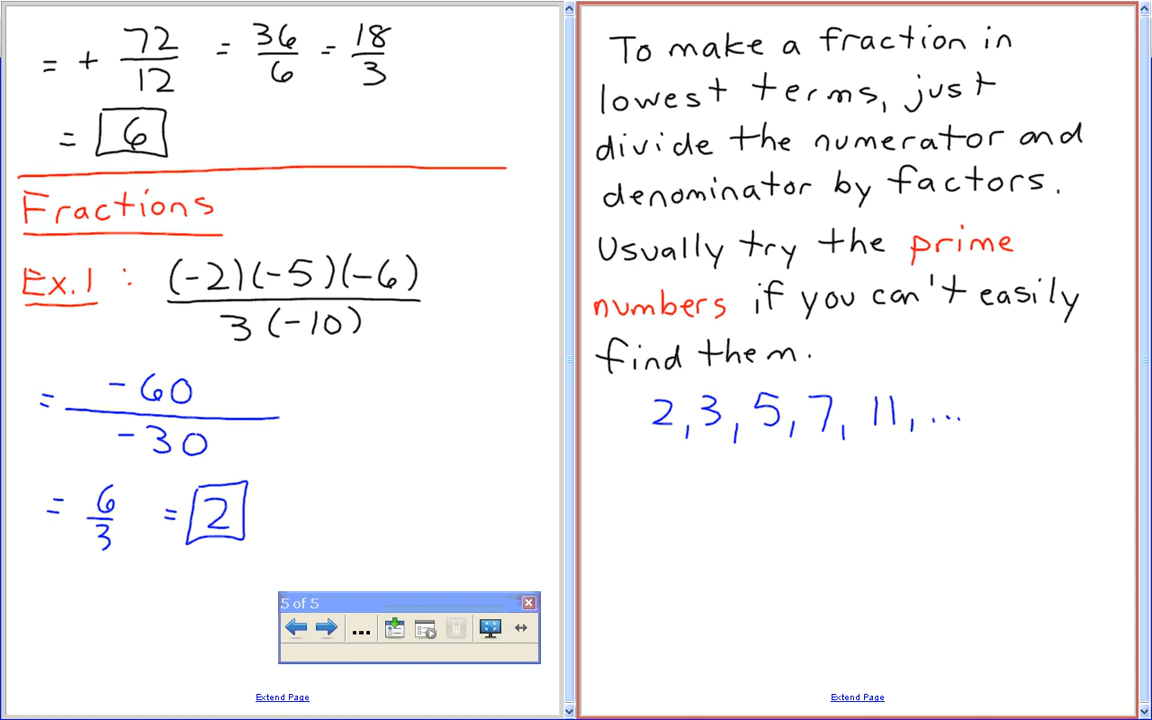 = + 72/12 = 36/6 = 18/3
= 6
Fractions
Ex.1 : (-2)(-5)(-6)/3(-10)
= -60/-30
= 6/3 = 2
5 of 5
...
Extend Page
To make a fraction in
lowest terms, just
divide the numerator and
denominator by factors.
Usually try the prime
numbers if you can't easily
find them.
2, 3, 5, 7, 11, ...
Extend Page